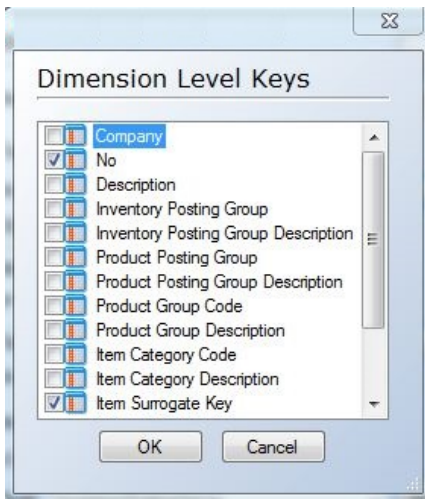 Dimension Level Keys
Company
No
Description
Inventory Posting Group
Inventory Posting Group Description
Product Posting Group
Product Posting Group Description
Product Group Code
Product Group Description
Item Category Code
Item Category Description
Item Surrogate Key
OK Cancel